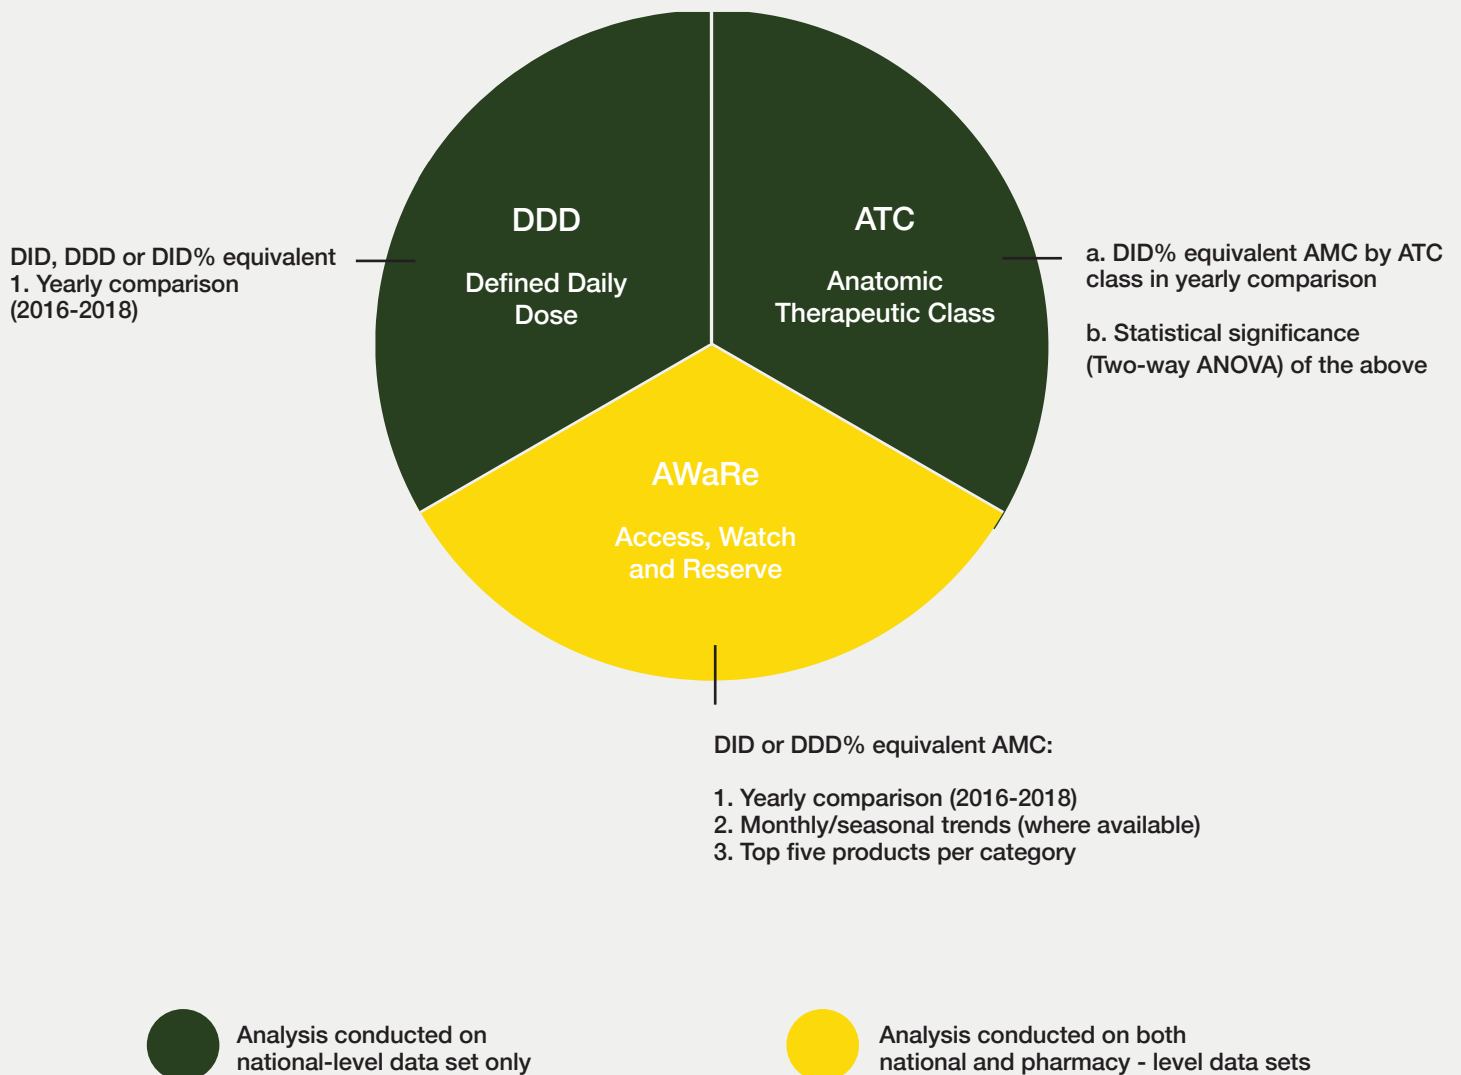 DDD
Defined Daily
Dose
ATC
Anatomic
Therapeutic Class
DID, DDD or DID% equivalent
1. Yearly comparison
(2016-2018)
a. DID% equivalent AMC by ATC
class in yearly comparison
b. Statistical significance
(Two-way ANOVA) of the above
AWaRe
Access, Watch
and Reserve
DID or DDD% equivalent AMC:
1. Yearly comparison (2016-2018)
2. Monthly/seasonal trends (where available)
3. Top five products per category
Analysis conducted on
national-level data set only
Analysis conducted on both
national and pharmacy - level data sets